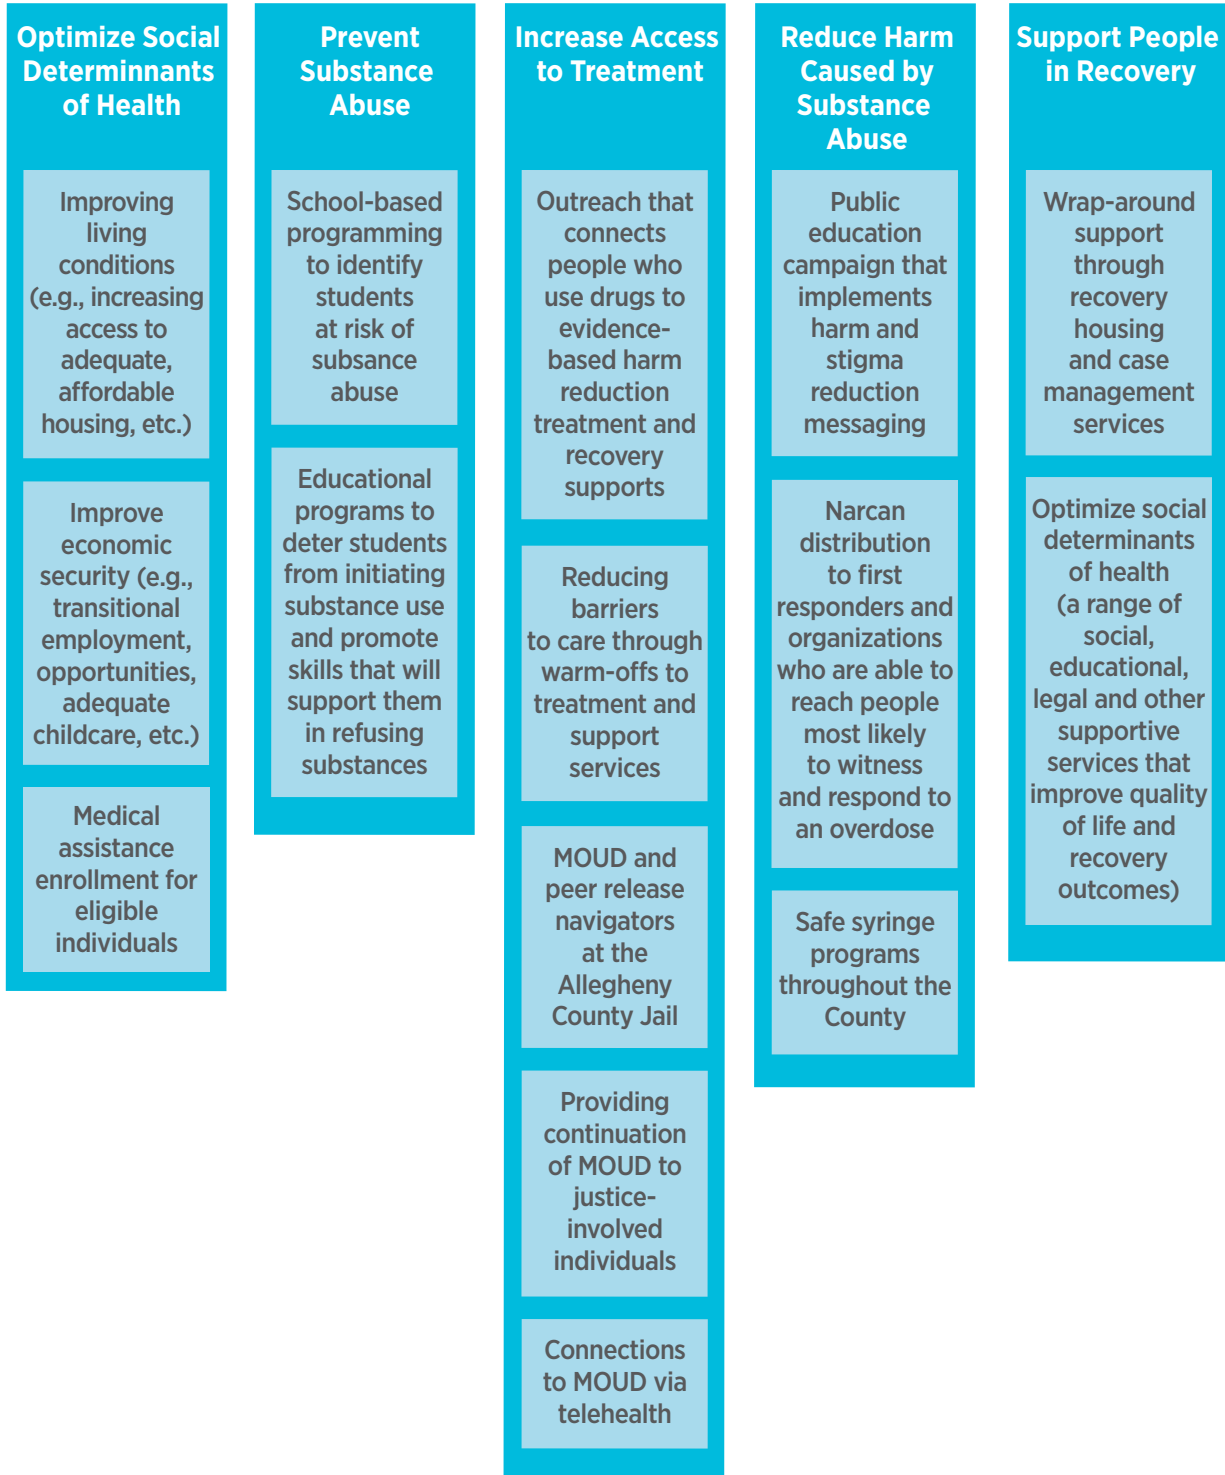 Optimize Social
Determinnants
of Health
Improving
living
conditions
(e.g., increasing
access to
adequate,
affordable
housing, etc.)
Improve
economic
security (e.g.,
transitional
employment,
opportunities,
adequate
childcare, etc.)
Medical
assistance
enrollment for
eligible
individuals
Prevent
Substance
Abuse
School-based
programming
to identify
students
at risk of
subsance
abuse
Educational
programs to
deter students
from initiating
substance use
and promote
skills that will
support them
in refusing
substances
Increase Access
to Treatment
Outreach that
connects
people who
use drugs to
evidence-
based harm
reduction
treatment and
recovery
supports
Reducing
barriers
to care through
warm-offs to
treatment and
support
services
MOUD and
peer release
navigators
at the
Allegheny
County Jail
Providing
continuation
of MOUD to
justice-
involved
individuals
Connections
to MOUD via
telehealth
Reduce Harm
Caused by
Substance
Abuse
Public
education
campaign that
implements
harm and
stigma
reduction
messaging
Narcan
distribution
to first
responders and
organizations
who are able to
reach people
most likely
to witness
and respond to
an overdose
Safe syringe
programs
throughout the
County
Support People
in Recovery
Wrap-around
support
through
recovery
housing
and case
management
services
Optimize social
determinants
of health
(a range of
social,
educational,
legal and other
supportive
services that
improve quality
of life and
recovery
outcomes)